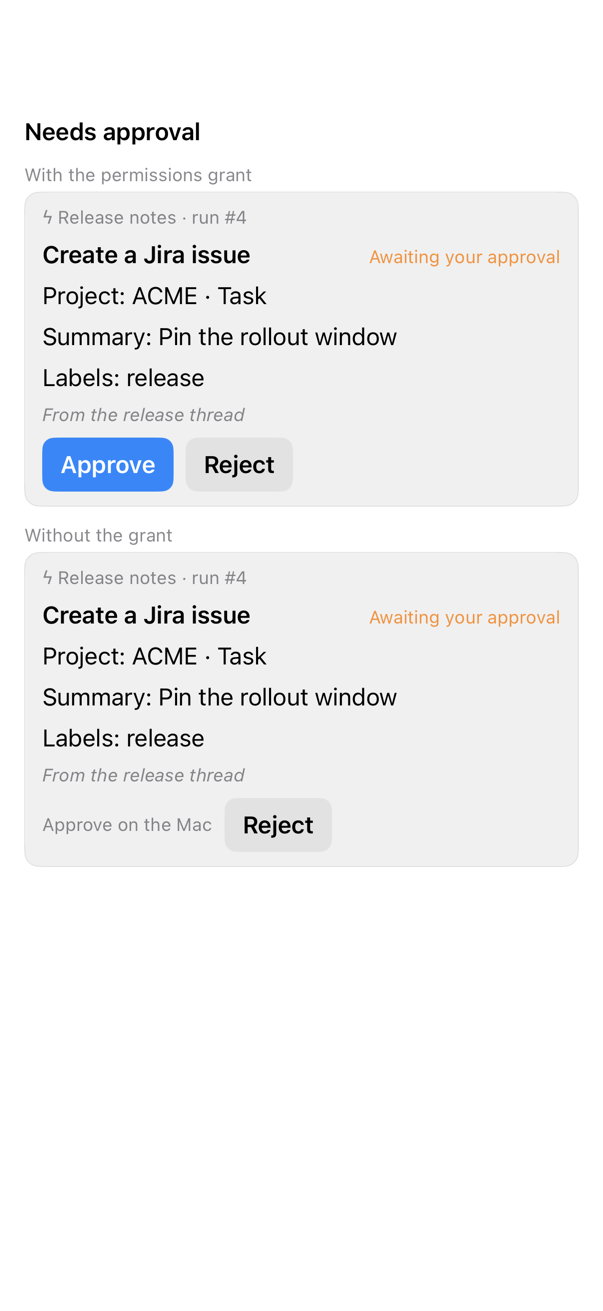 Needs approval
With the permissions grant
ϟ Release notes · run #4
Create a Jira issue
Awaiting your approval
Project: ACME · Task
Summary: Pin the rollout window
Labels: release
From the release thread
Approve
Reject
Without the grant
ϟ Release notes · run #4
Create a Jira issue
Awaiting your approval
Project: ACME · Task
Summary: Pin the rollout window
Labels: release
From the release thread
Approve on the Mac
Reject